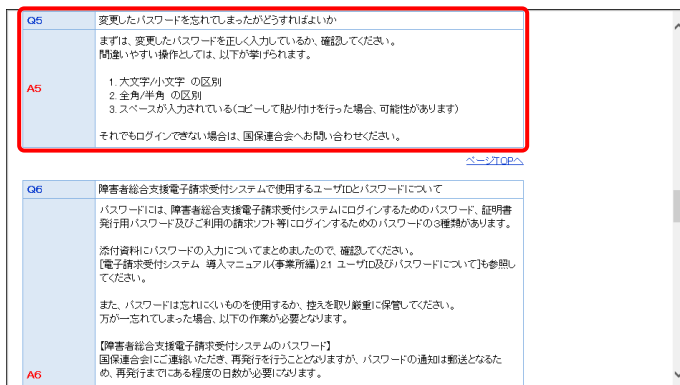 Q5 変更したパスワードを忘れてしまったがどうすればよいか
まずは、変更したパスワードを正しく入力しているか、確認してください。
間違いやすい操作としては、以下が挙げられます。
A5
1. 大文字/小文字 の区別
2. 全角/半角 の区別
3. スペースが入力されている(コピーして貼り付けを行った場合、可能性があります)
それでもログインできない場合は、国保連合会へお問い合わせください。
ページTOPへ
Q6 障害者総合支援電子請求受付システムで使用するユーザIDとパスワードについて
パスワードには、障害者総合支援電子請求受付システムにログインするためのパスワード、証明書
発行用パスワード及びご利用の請求ソフト等にログインするためのパスワードの3種類があります。
添付資料にパスワードの入力についてまとめましたので、確認してください。
[電子請求受付システム 導入マニュアル(事業所編)2.1 ユーザID及びパスワードについて]も参照し
てください。
また、パスワードは忘れにくいものを使用するか、控えを取り厳重に保管してください。
万が一忘れてしまった場合、以下の作業が必要となります。
【障害者総合支援電子請求受付システムのパスワード】
国保連合会にご連絡いただき、再発行を行うこととなりますが、パスワードの通知は郵送となるた
A6 め、再発行までにある程度の日数が必要になります。